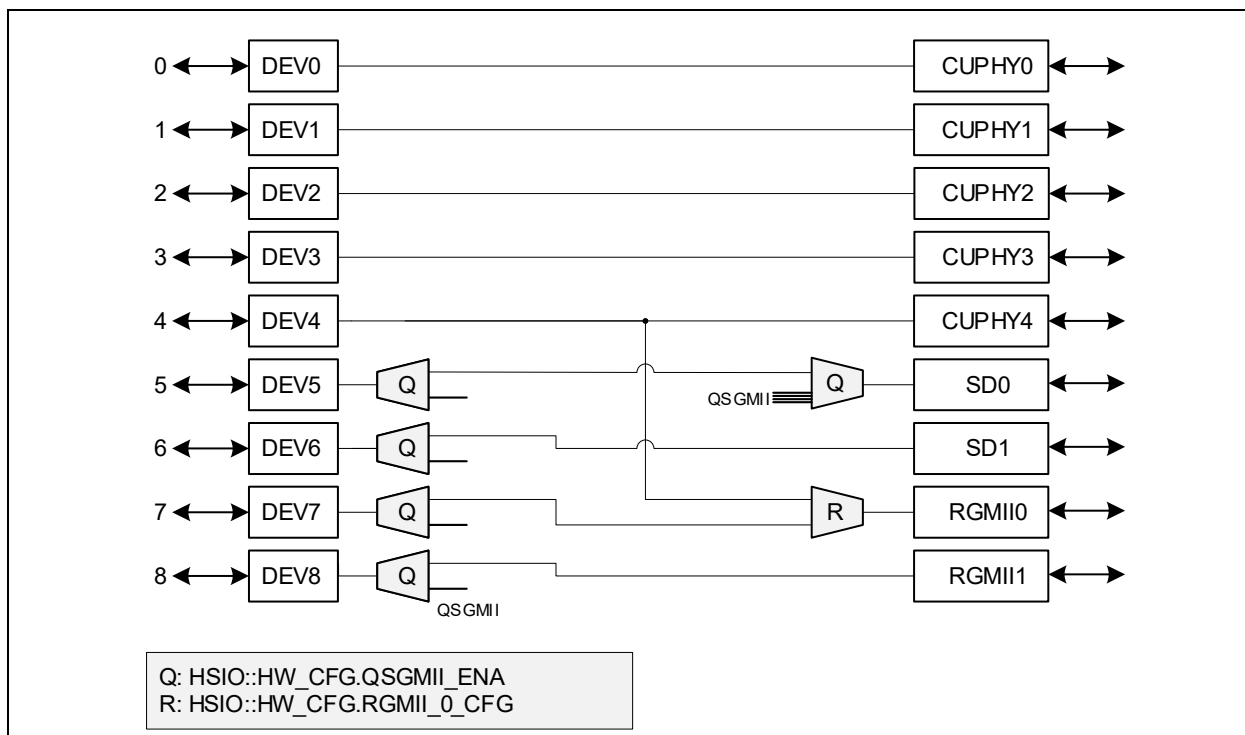 0 DEV0 CUPHY0
1 DEV1 CUPHY1
2 DEV2 CUPHY2
3 DEV3 CUPHY3
4 DEV4 CUPHY4
5 DEV5 Q QSGMII Q SD0
6 DEV6 Q SD1
7 DEV7 Q R RGMII0
8 DEV8 Q RGMII1
QSGMII
Q: HSIO::HW_CFG.QSGMII_ENA
R: HSIO::HW_CFG.RGMII_0_CFG